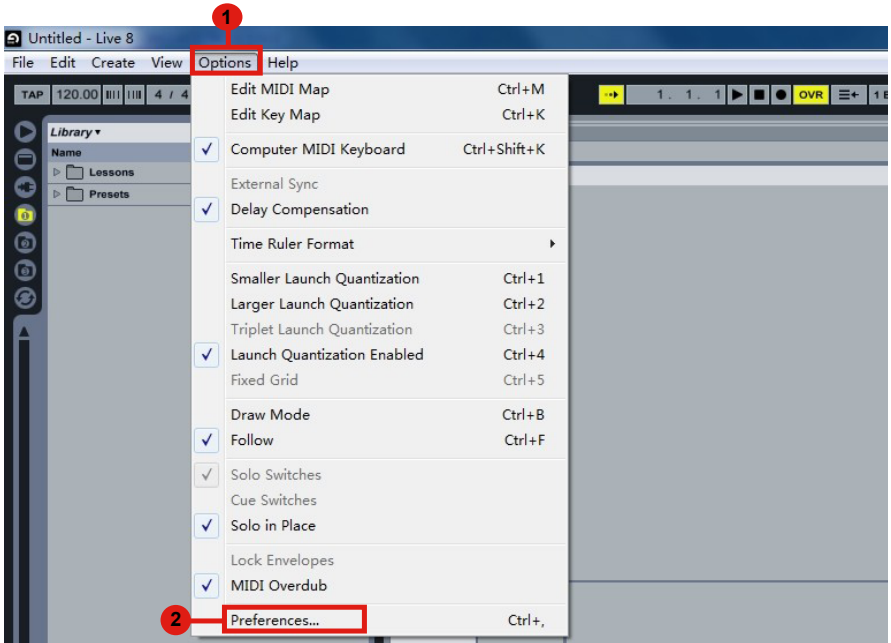 1
Untitled - Live 8
File Edit Create View Options Help
TAP 120.00 4 / 4 1. 1. 1 OVR
Library
Name
Lessons
Presets
Edit MIDI Map Ctrl+M
Edit Key Map Ctrl+K
Computer MIDI Keyboard Ctrl+Shift+K
External Sync
Delay Compensation
Time Ruler Format
Smaller Launch Quantization Ctrl+1
Larger Launch Quantization Ctrl+2
Triplet Launch Quantization Ctrl+3
Launch Quantization Enabled Ctrl+4
Fixed Grid Ctrl+5
Draw Mode Ctrl+B
Follow Ctrl+F
Solo Switches
Cue Switches
Solo in Place
Lock Envelopes
MIDI Overdub
2 Preferences... Ctrl+,